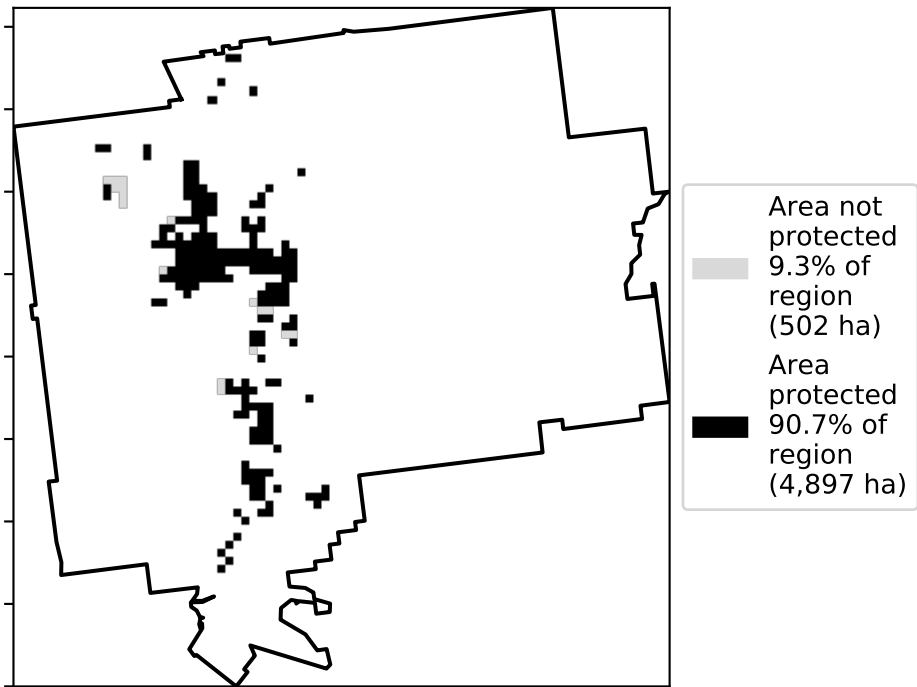 Area not
protected
9.3% of
region
(502 ha)
Area
protected
90.7% of
region
(4,897 ha)